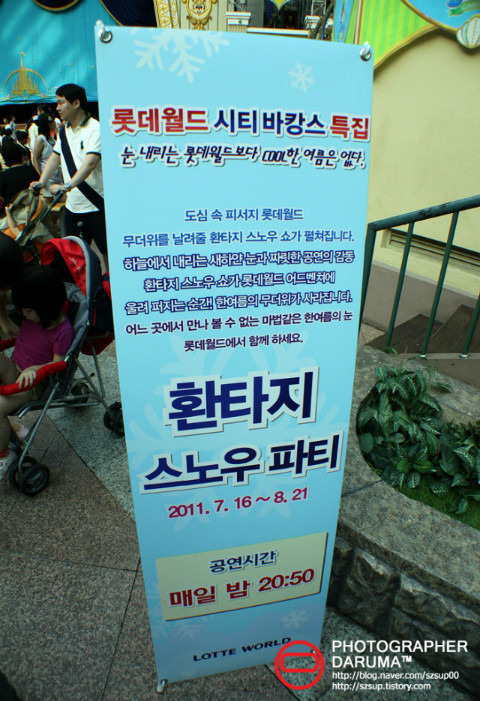 롯데월드 시티 바캉스 특집
눈 내리는 롯데월드보다 COOL한 여름은 없다.
도심 속 피서지 롯데월드
무더위를 날려줄 환타지 스노우 쇼가 펼쳐집니다.
하늘에서 내리는 새하얀 눈과 짜릿한 공연의 감동
환타지 스노우 쇼가 롯데월드 어드벤처에
울려 퍼지는 순간! 한여름의 무더위가 사라집니다.
어느 곳에서 만나 볼 수 없는 마법같은 한여름의 눈
롯데월드에서 함께 하세요.
환타지
스노우 파티
2011. 7. 16 ~ 8. 21
공연시간
매일 밤 20:50
LOTTE WORLD
PHOTOGRAPHER
DARUMA™
http://blog.naver.com/szsup00
http://szsup.tistory.com